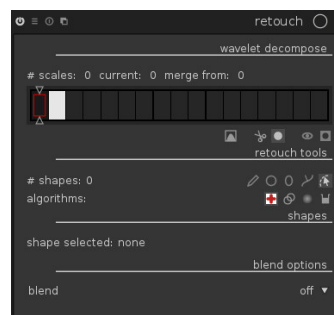 retouch
wavelet decompose
# scales: 0 current: 0 merge from: 0
retouch tools
# shapes: 0
algorithms:
shapes
shape selected: none
blend options
blend off